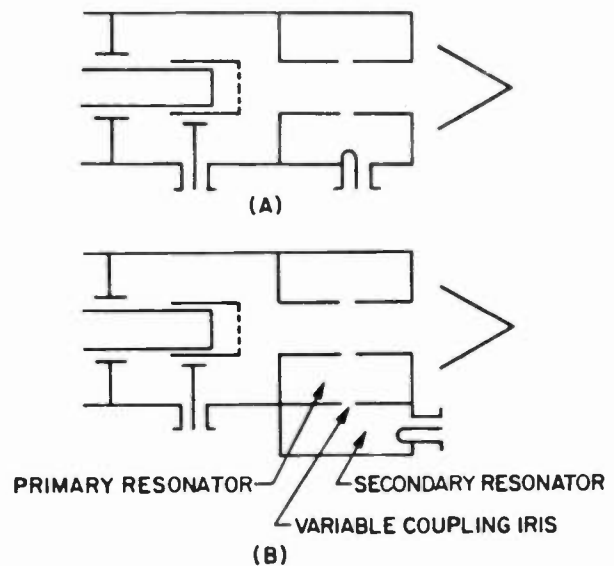 (A)
PRIMARY RESONATOR
SECONDARY RESONATOR
VARIABLE COUPLING IRIS
(B)